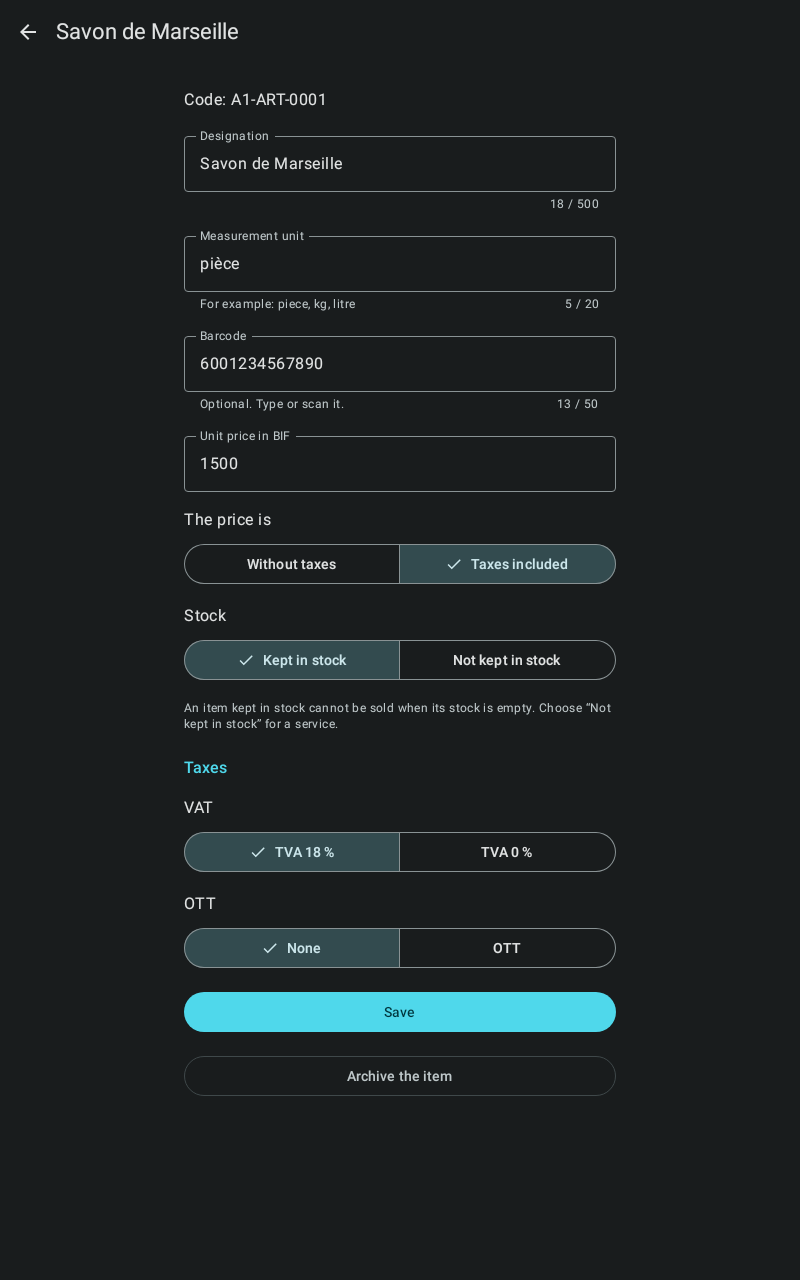 Savon de Marseille
Code: A1-ART-0001
Designation
Savon de Marseille
18 / 500
Measurement unit
pièce
For example: piece, kg, litre 5 / 20
Barcode
6001234567890
Optional. Type or scan it. 13 / 50
Unit price in BIF
1500
The price is
Without taxes Taxes included
Stock
Kept in stock Not kept in stock
An item kept in stock cannot be sold when its stock is empty. Choose “Not
kept in stock” for a service.
Taxes
VAT
TVA 18 % TVA 0 %
OTT
None OTT
Save
Archive the item